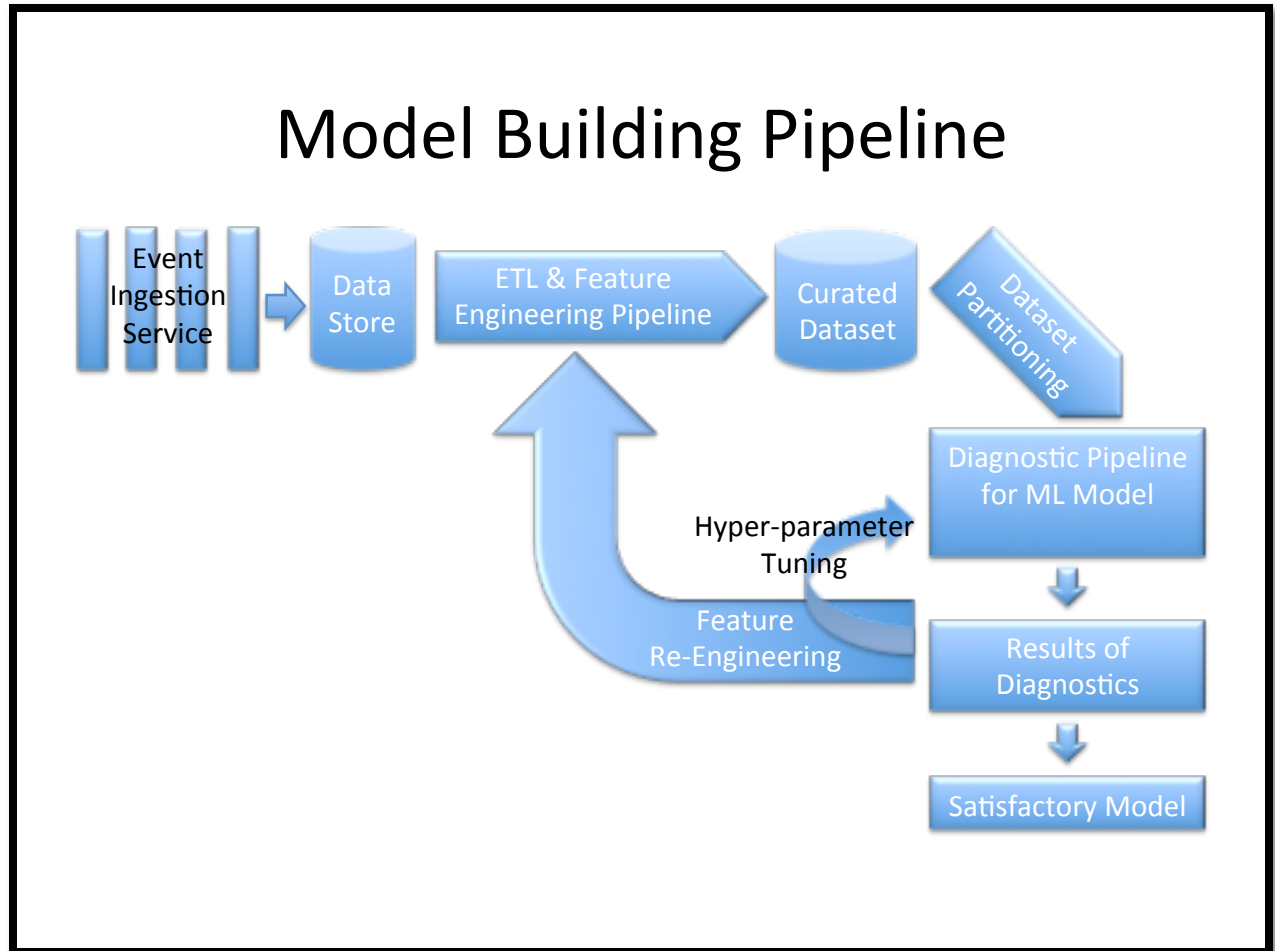 Model Building Pipeline
Event
Ingestion
Service
Data
Store
ETL & Feature
Engineering Pipeline
Curated
Dataset
Dataset
Partitioning
Diagnostic Pipeline
for ML Model
Hyper-parameter
Tuning
Feature
Re-Engineering
Results of
Diagnostics
Satisfactory Model